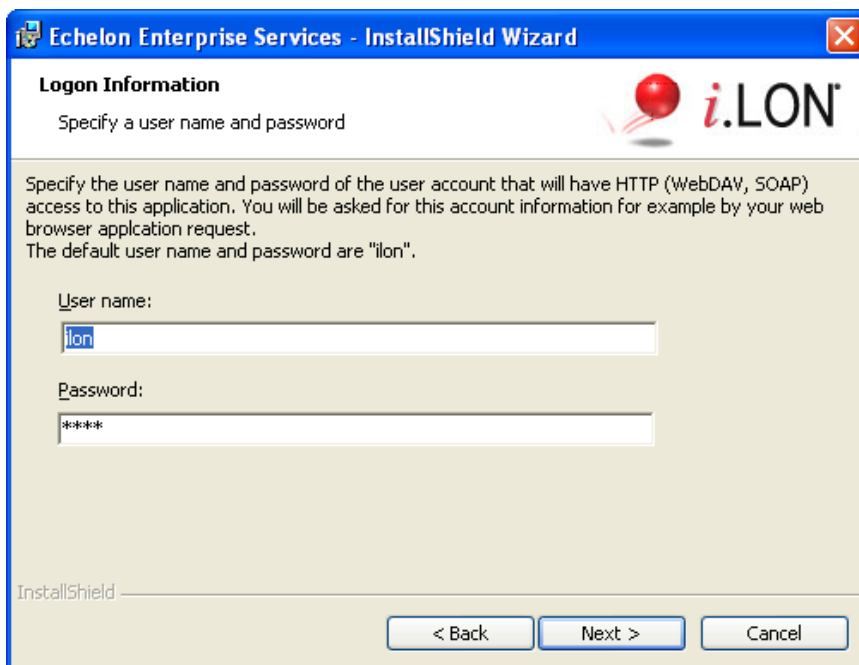 Echelon Enterprise Services - InstallShield Wizard
Logon Information
Specify a user name and password
i.LON®
Specify the user name and password of the user account that will have HTTP (WebDAV, SOAP)
access to this application. You will be asked for this account information for example by your web
browser applcation request.
The default user name and password are "ilon".
User name:
ilon
Password:
****
InstallShield
< Back
Next >
Cancel